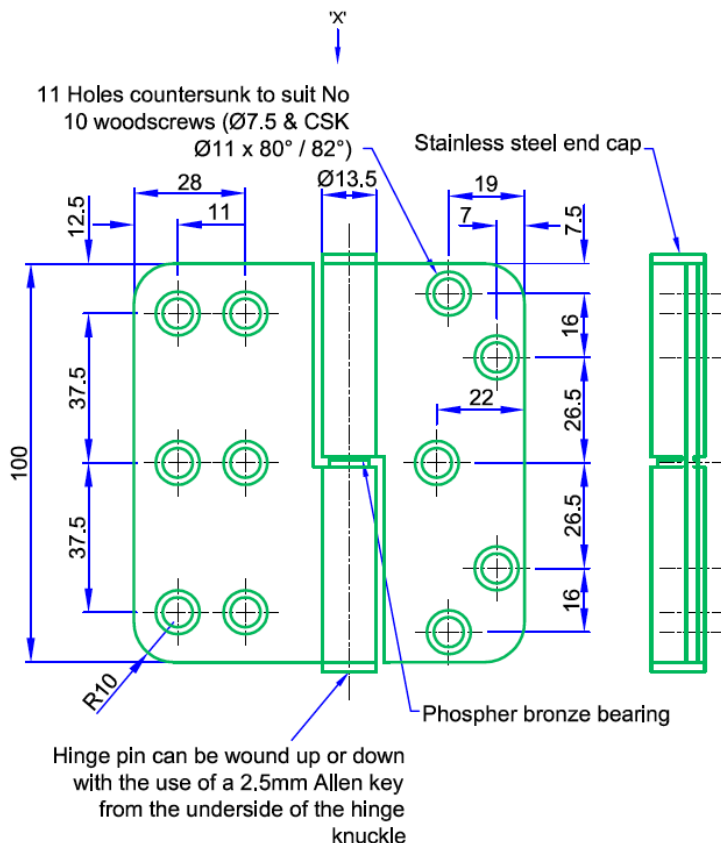 'X'
11 Holes countersunk to suit No
10 woodscrews (Ø7.5 & CSK
Ø11 x 80° / 82°)
Stainless steel end cap
28
Ø13.5
19
12.5
11
7
7.5
16
37.5
22
26.5
100
37.5
26.5
16
R10
Phospher bronze bearing
Hinge pin can be wound up or down
with the use of a 2.5mm Allen key
from the underside of the hinge
knuckle